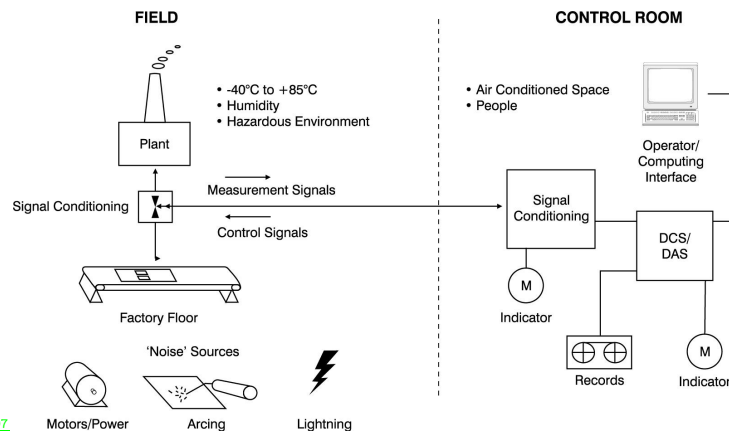 FIELD
CONTROL ROOM
• -40°C to +85°C
• Humidity
• Hazardous Environment
• Air Conditioned Space
• People
Plant
Operator/
Computing
Interface
Signal Conditioning
Measurement Signals
Control Signals
Signal
Conditioning
DCS/
DAS
M
Indicator
Factory Floor
'Noise' Sources
M
Records
Indicator
7
Motors/Power
Arcing
Lightning